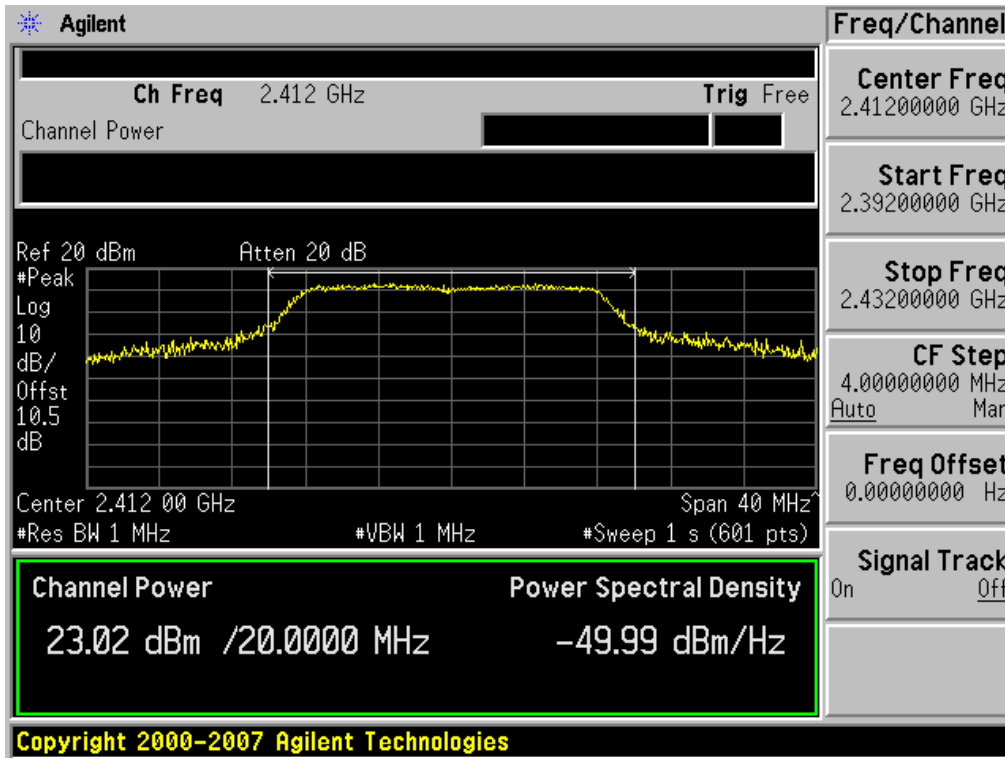 Agilent
Freq/Channel
Ch Freq 2.412 GHz Trig Free
Channel Power
Center Freq
2.41200000 GHz
Start Freq
2.39200000 GHz
Stop Freq
2.43200000 GHz
CF Step
4.00000000 MHz
Auto Man
Freq Offset
0.00000000 Hz
Signal Track
On Off
Ref 20 dBm Atten 20 dB
#Peak
Log
10
dB/
Offst
10.5
dB
Center 2.412 00 GHz Span 40 MHz^
#Res BW 1 MHz #VBW 1 MHz #Sweep 1 s (601 pts)
Channel Power Power Spectral Density
23.02 dBm /20.0000 MHz -49.99 dBm/Hz
Copyright 2000-2007 Agilent Technologies